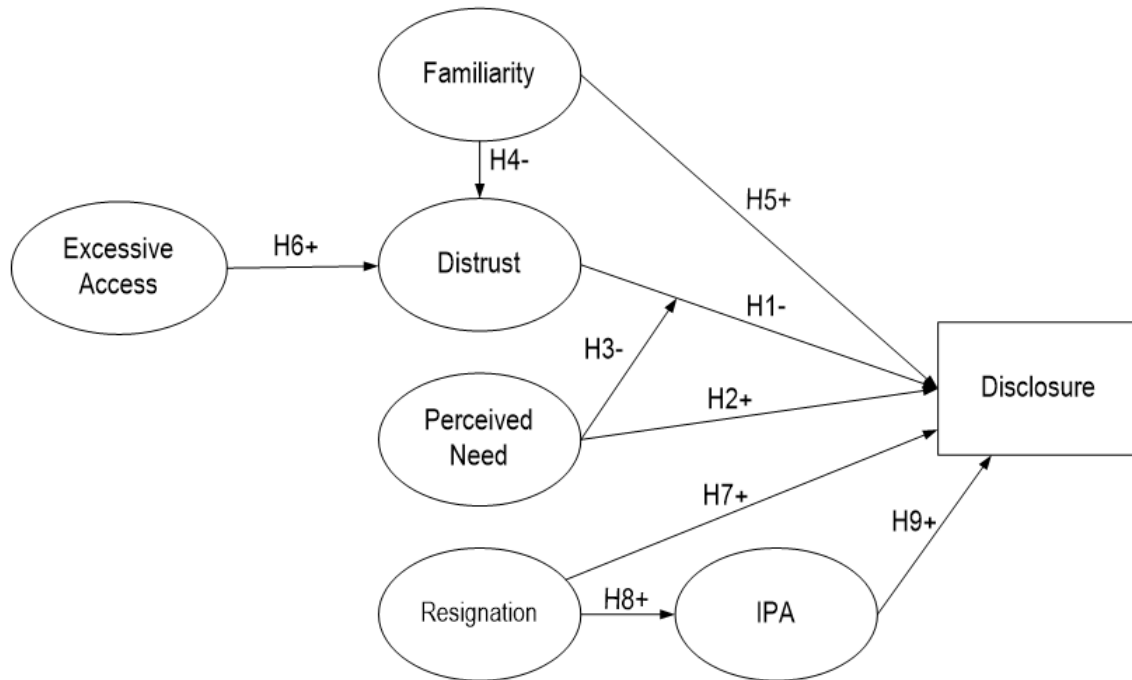 Familiarity
H4-
H5+
Excessive
Access
H6+
Distrust
H1-
H3-
Perceived
Need
H2+
Disclosure
H7+
H9+
Resignation
H8+
IPA